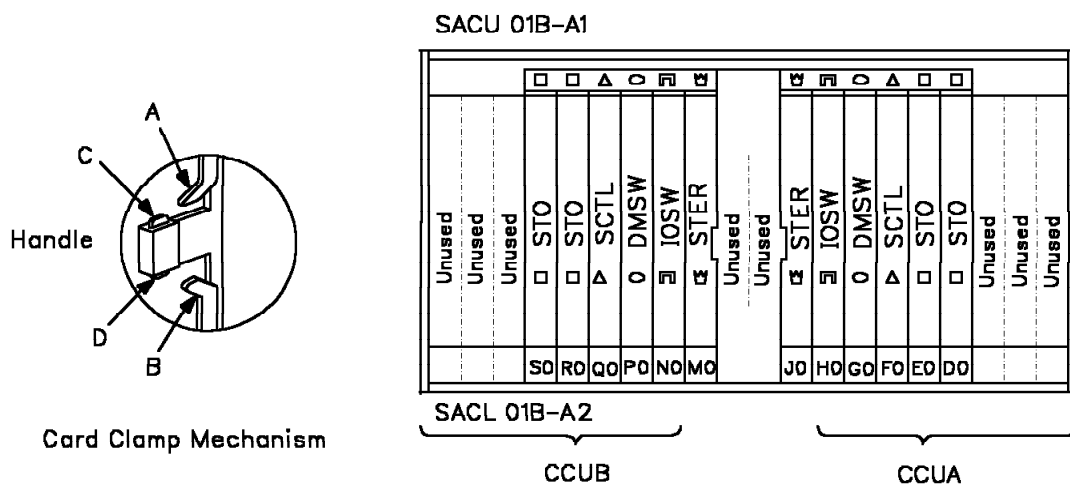 SACU 01B-A1
A
C
Handle
D
B
Card Clamp Mechanism
Unused
Unused
Unused
STO
STO
SCTL
DMSW
IOSW
STER
Unused
Unused
STER
IOSW
DMSW
SCTL
STO
STO
Unused
Unused
Unused
S0 R0 Q0 P0 N0 M0 J0 H0 G0 F0 E0 D0
SACL 01B-A2
CCUB CCUA